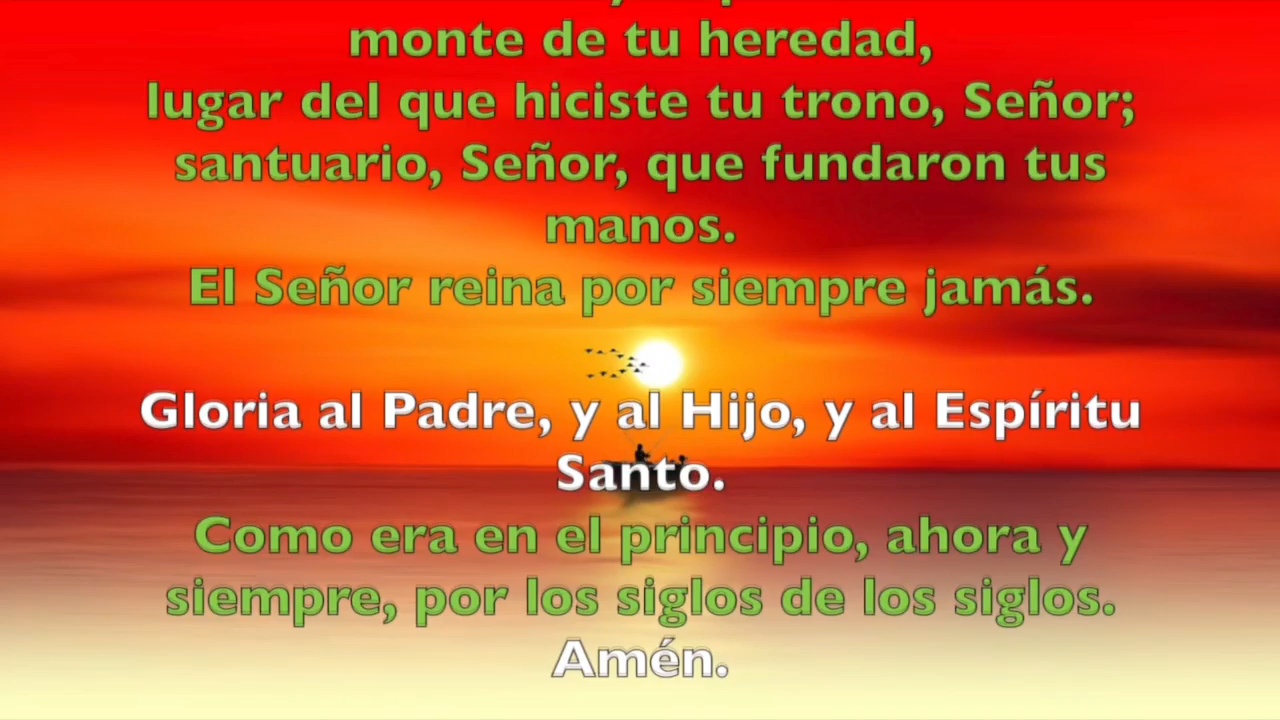 monte de tu heredad,
lugar del que hiciste tu trono, Señor;
santuario, Señor, que fundaron tus
manos.
El Señor reina por siempre jamás.
Gloria al Padre, y al Hijo, y al Espíritu
Santo.
Como era en el principio, ahora y
siempre, por los siglos de los siglos.
Amén.